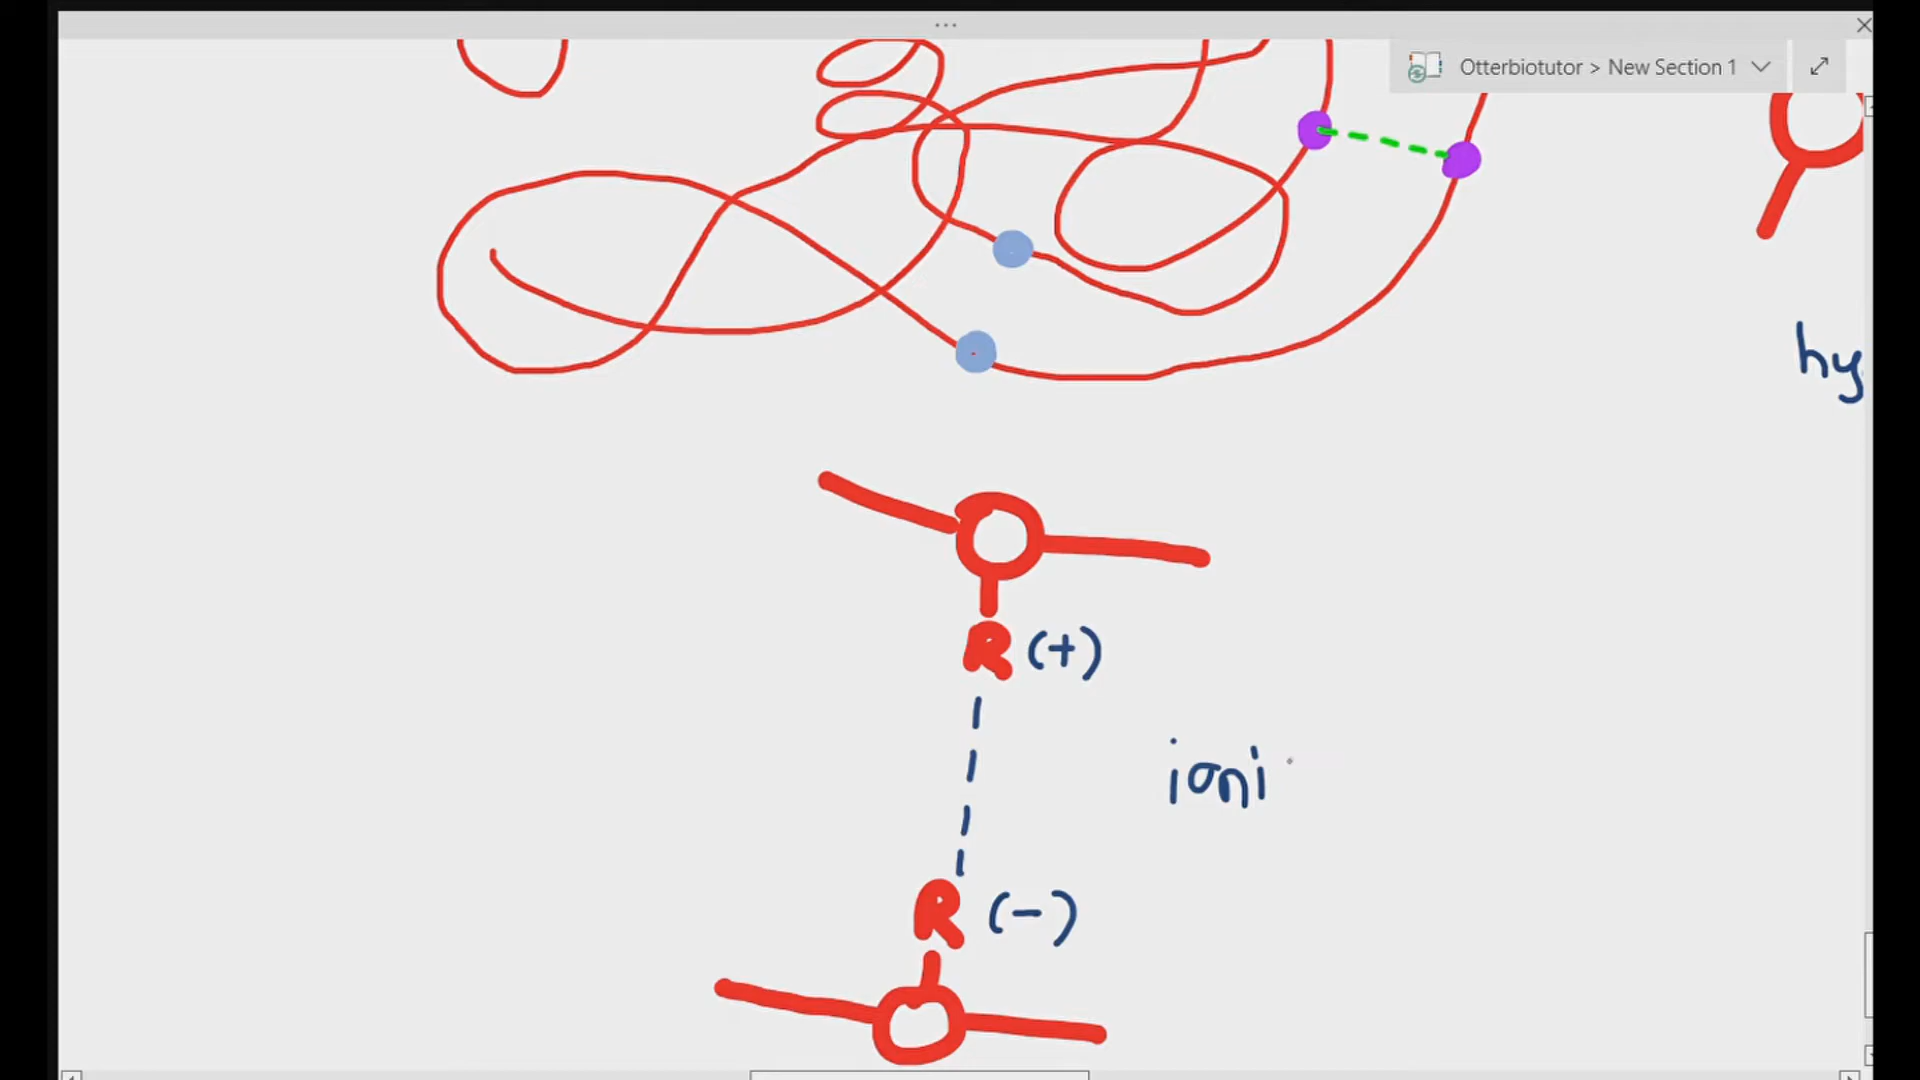 Otterbiotutor > New Section 1
hy
R (+)
ioni
R (-)